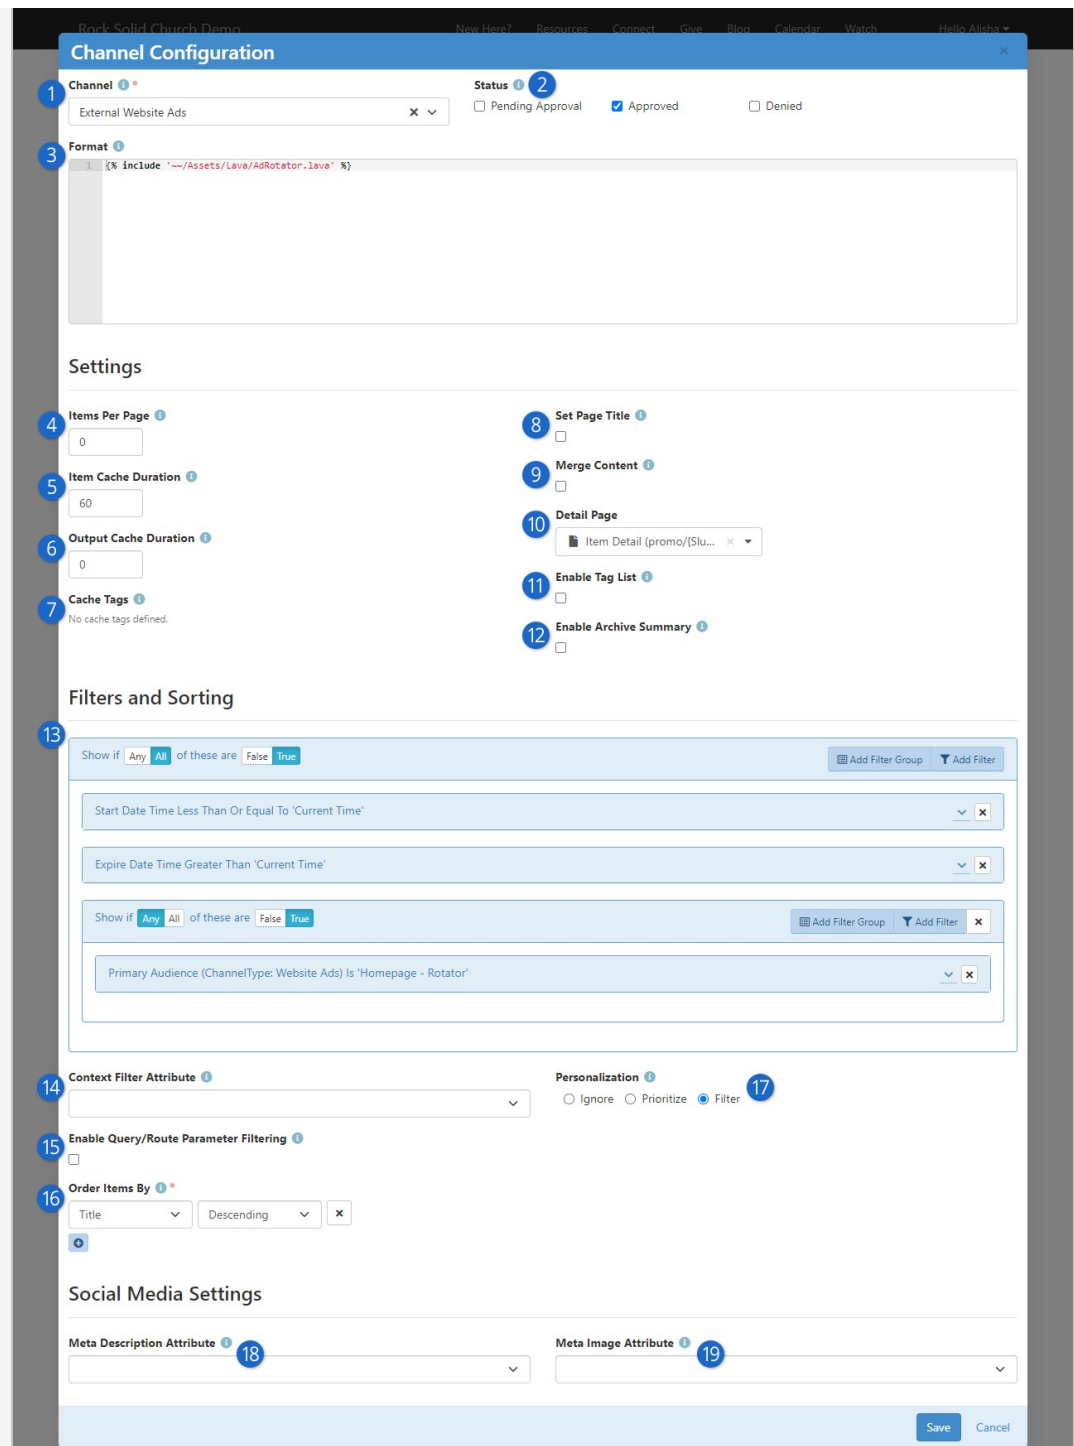 Rock Solid Church Demo New Here? Resources Connect Give Blog Calendar Watch Hello Alisha
Channel Configuration
1 Channel
Status 2
External Website Ads
Pending Approval Approved Denied
3 Format
1 {% include '~~/Assets/Lava/AdRotator.lava' %}
Settings
4 Items Per Page
0
5 Item Cache Duration
60
6 Output Cache Duration
0
7 Cache Tags
No cache tags defined.
8 Set Page Title
9 Merge Content
10 Detail Page
Item Detail (promo/{Slu...
11 Enable Tag List
12 Enable Archive Summary
Filters and Sorting
13
Show if Any All of these are False True Add Filter Group Add Filter
Start Date Time Less Than Or Equal To 'Current Time'
Expire Date Time Greater Than 'Current Time'
Show if Any All of these are False True Add Filter Group Add Filter
Primary Audience (ChannelType: Website Ads) Is 'Homepage - Rotator'
14 Context Filter Attribute
Personalization 17
Ignore Prioritize Filter
15 Enable Query/Route Parameter Filtering
16 Order Items By *
Title Descending
Social Media Settings
Meta Description Attribute 18
Meta Image Attribute 19
Save Cancel